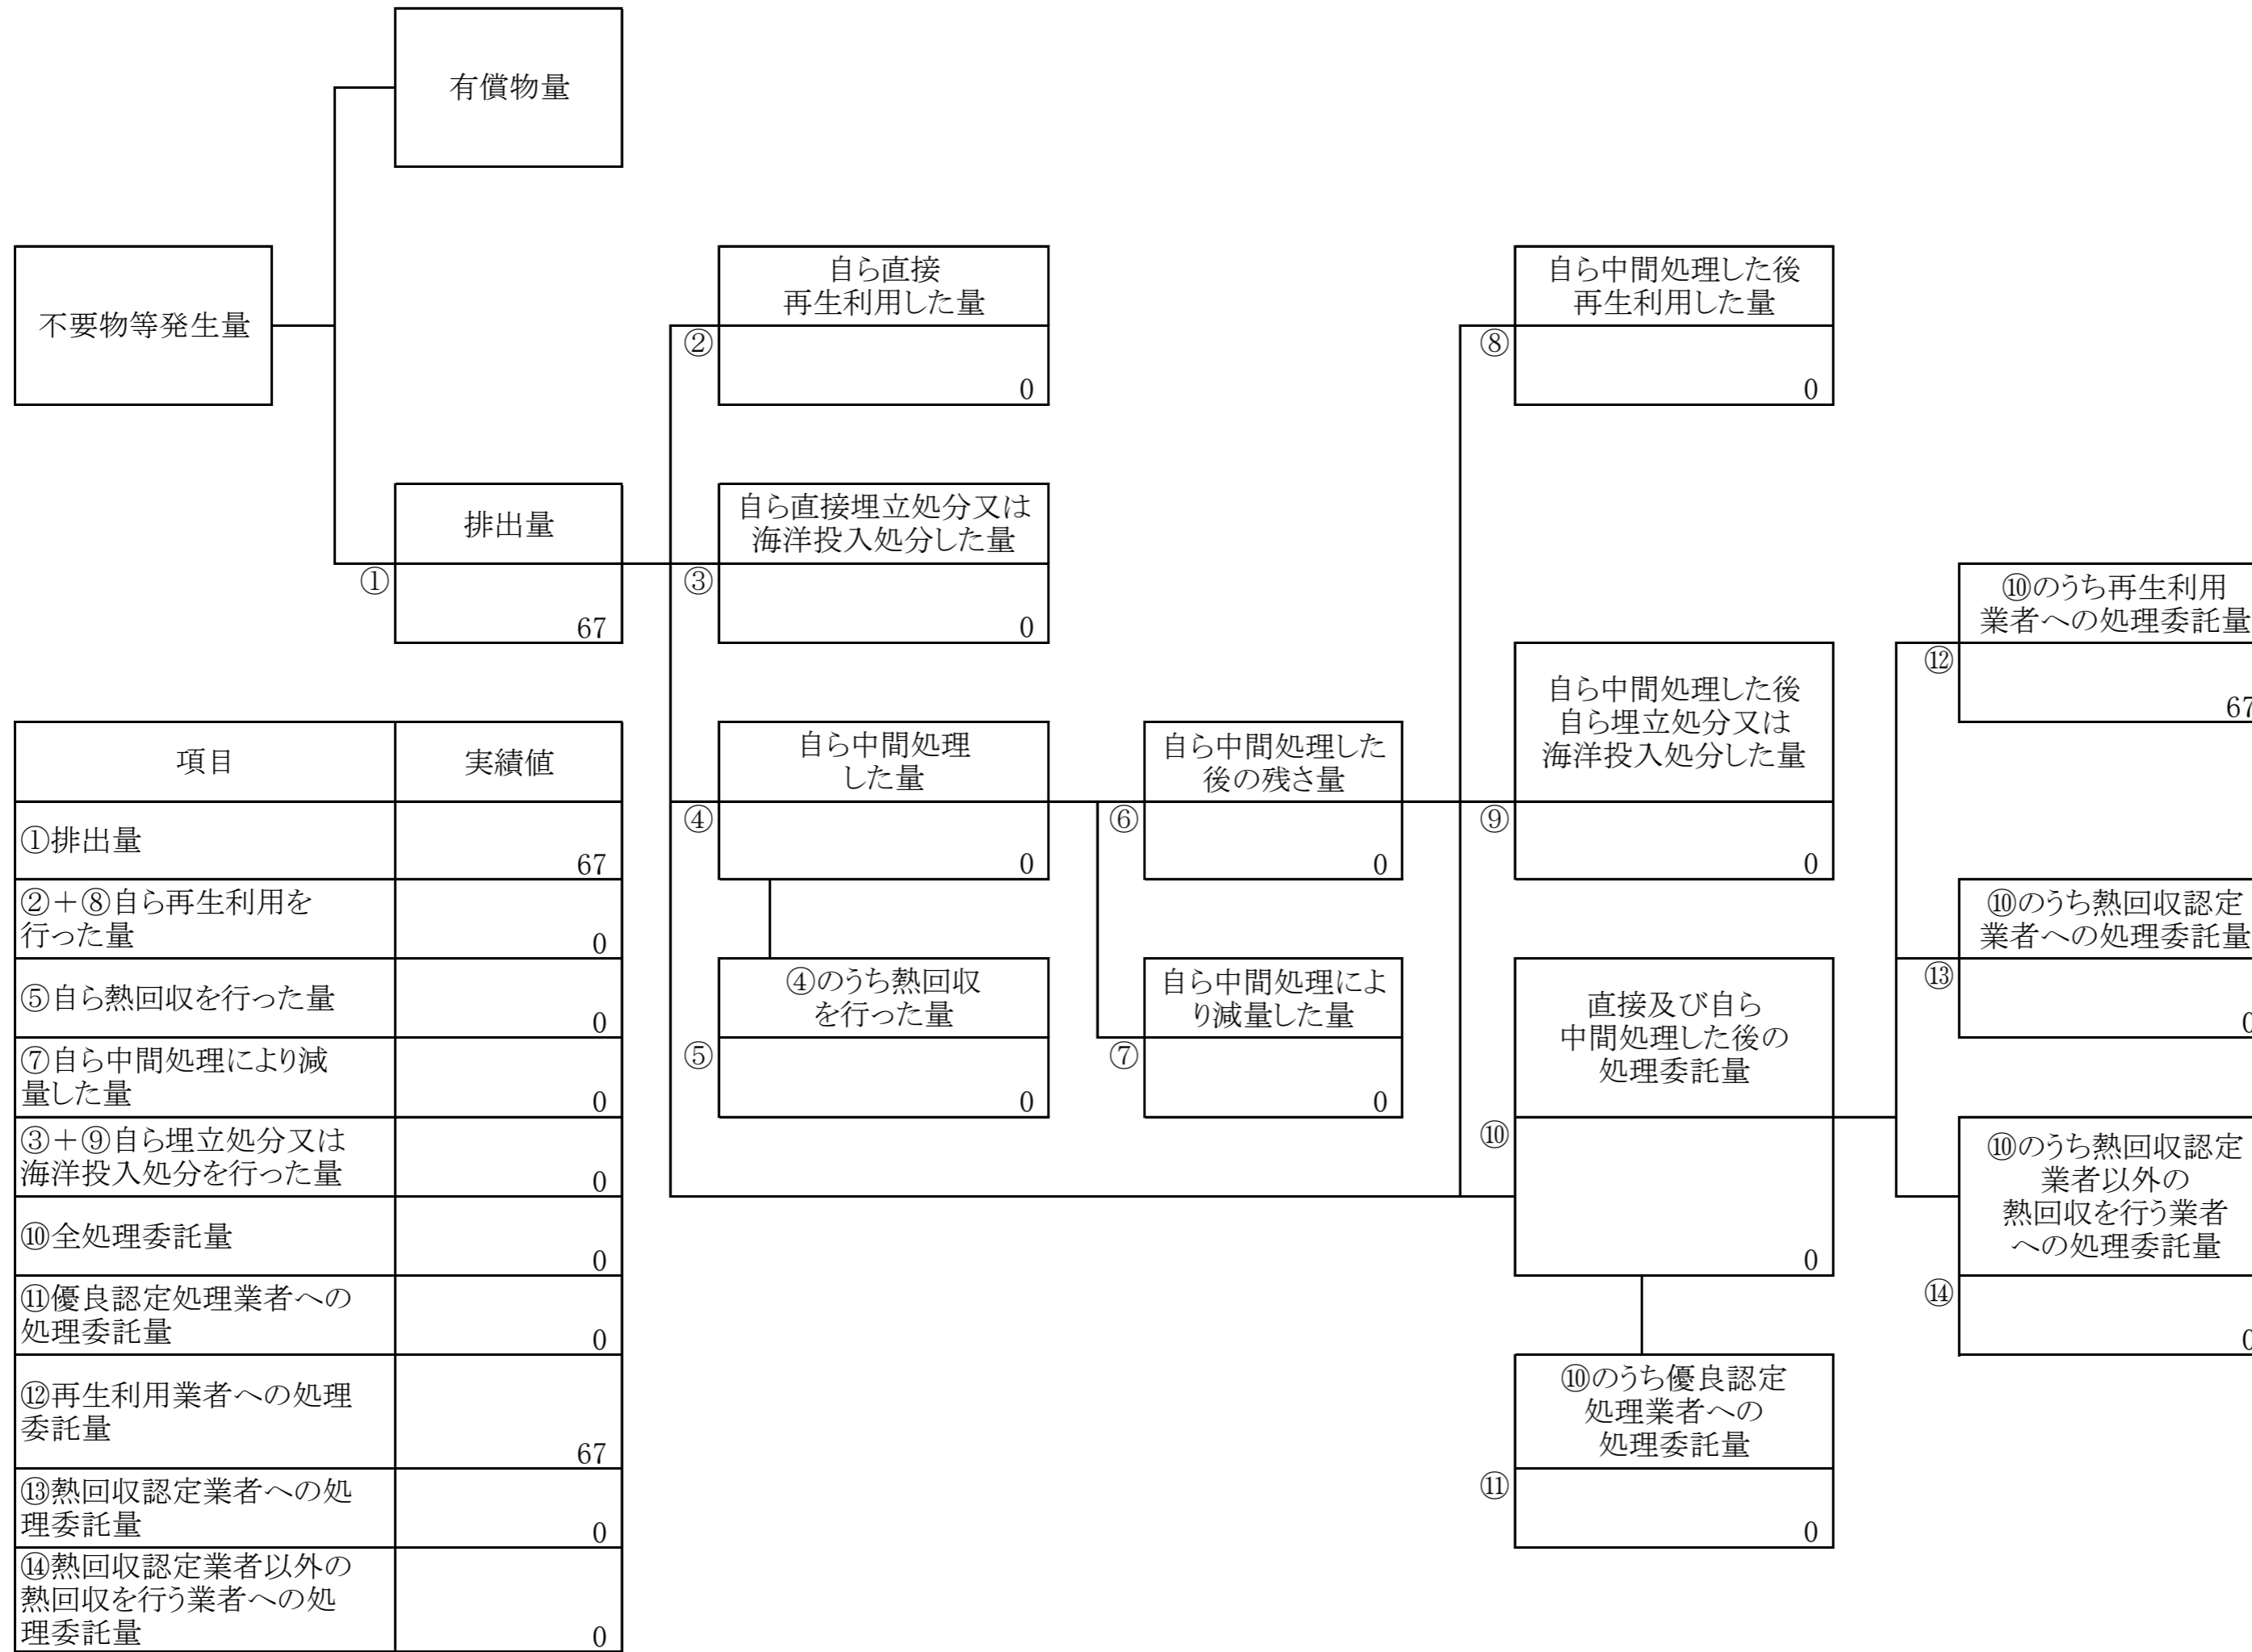 有償物量
不要物等発生量
自ら直接
再生利用した量
②
0
自ら中間処理した後
再生利用した量
⑧
0
排出量
①
67
自ら直接埋立処分又は
海洋投入処分した量
③
0
⑩のうち再生利用
業者への処理委託量
⑫
67
自ら中間処理
した量
④
0
自ら中間処理した
後の残さ量
⑥
0
自ら中間処理した後
自ら埋立処分又は
海洋投入処分した量
⑨
0
⑩のうち熱回収認定
業者への処理委託量
⑬
0
④のうち熱回収
を行った量
⑤
0
自ら中間処理によ
り減量した量
⑦
0
直接及び自ら
中間処理した後の
処理委託量
⑩
0
⑩のうち熱回収認定
業者以外の
熱回収を行う業者
への処理委託量
⑭
0
⑩のうち優良認定
処理業者への
処理委託量
⑪
0
項目 実績値
①排出量
67
②＋⑧自ら再生利用を
行った量 0
⑤自ら熱回収を行った量
0
⑦自ら中間処理により減
量した量 0
③＋⑨自ら埋立処分又は
海洋投入処分を行った量 0
⑩全処理委託量
0
⑪優良認定処理業者への
処理委託量 0
⑫再生利用業者への処理
委託量
67
⑬熱回収認定業者への処
理委託量 0
⑭熱回収認定業者以外の
熱回収を行う業者への処
理委託量 0